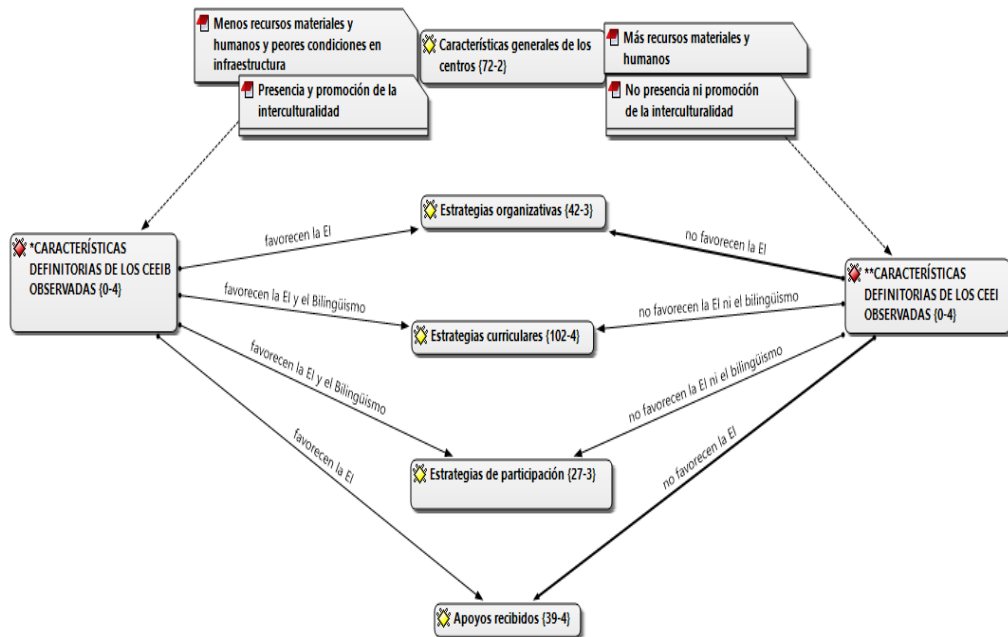 Menos recursos materiales y
humanos y peores condiciones en
infraestructura
Características generales de los
centros {72-2}
Más recursos materiales y
humanos
Presencia y promoción de la
interculturalidad
No presencia ni promoción
de la interculturalidad
Estrategias organizativas {42-3}
favorecen la EI
no favorecen la EI
*CARACTERÍSTICAS
DEFINITORIAS DE LOS CEEIB
OBSERVADAS {0-4}
**CARACTERÍSTICAS
DEFINITORIAS DE LOS CEEI
OBSERVADAS {0-4}
favorecen la EI y el Bilingüismo
no favorecen la EI ni el bilingüismo
Estrategias curriculares {102-4}
favorecen la EI y el Bilingüismo
no favorecen la EI ni el bilingüismo
Estrategias de participación {27-3}
favorecen la EI
no favorecen la EI
Apoyos recibidos {39-4}